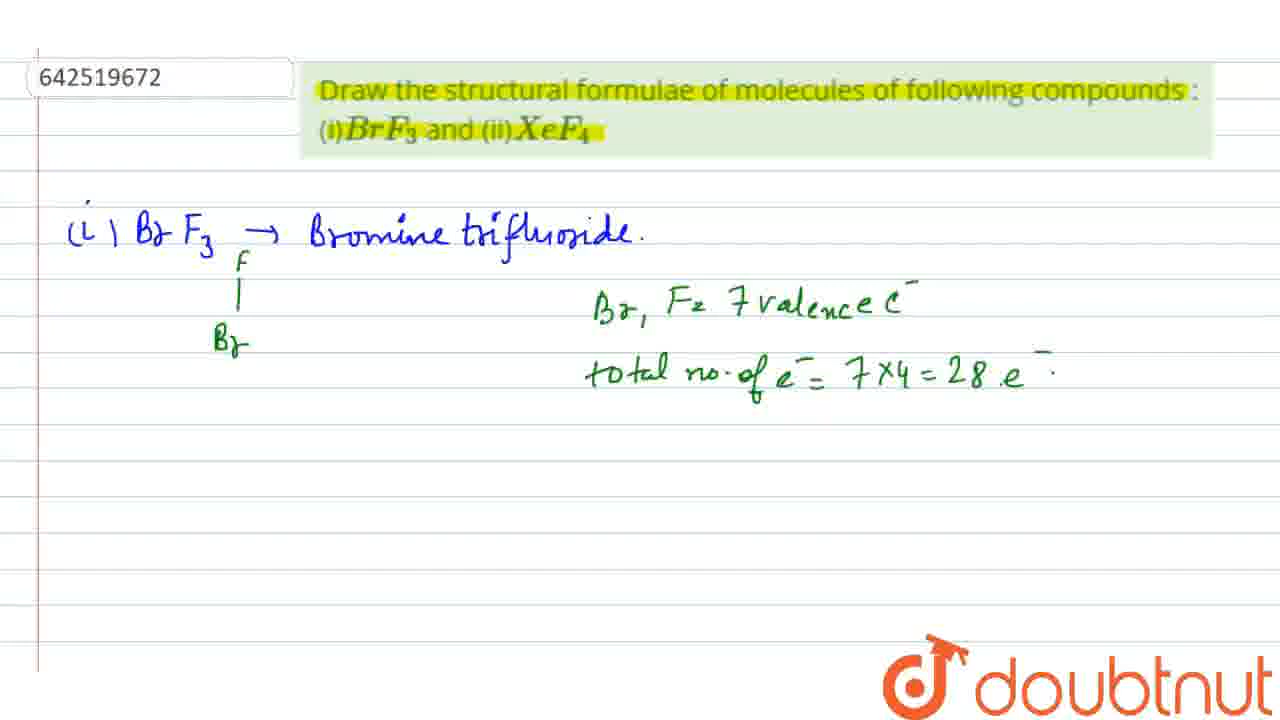 642519672
Draw the structural formulae of molecules of following compounds :
(i)BrF₃ and (ii)XeF₄
(i) BrF₃ → Bromine trifluoride.
F
|
Br
Br, F = 7 valence e⁻
total no. of e⁻ = 7×4 = 28 e⁻.
doubtnut